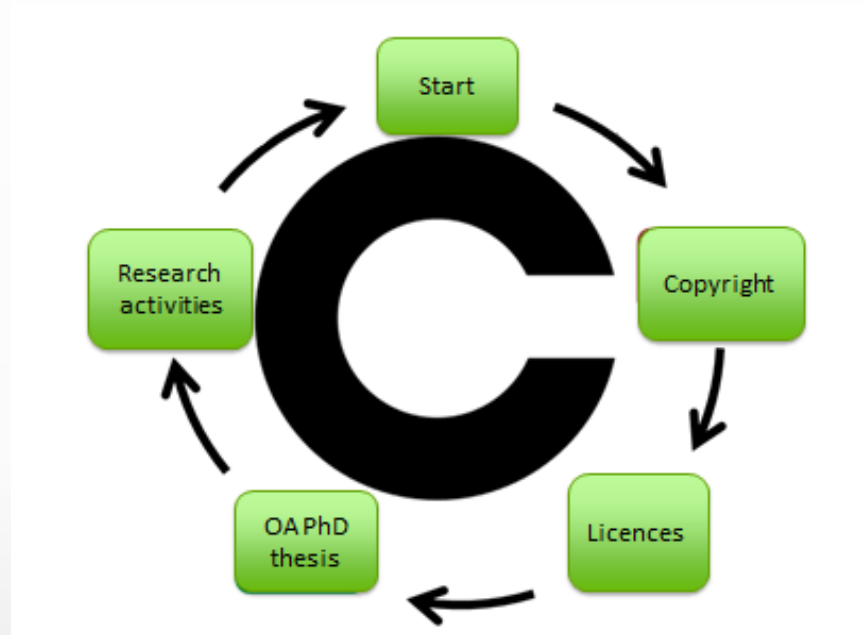 Start
Copyright
Licences
OA PhD
thesis
Research
activities